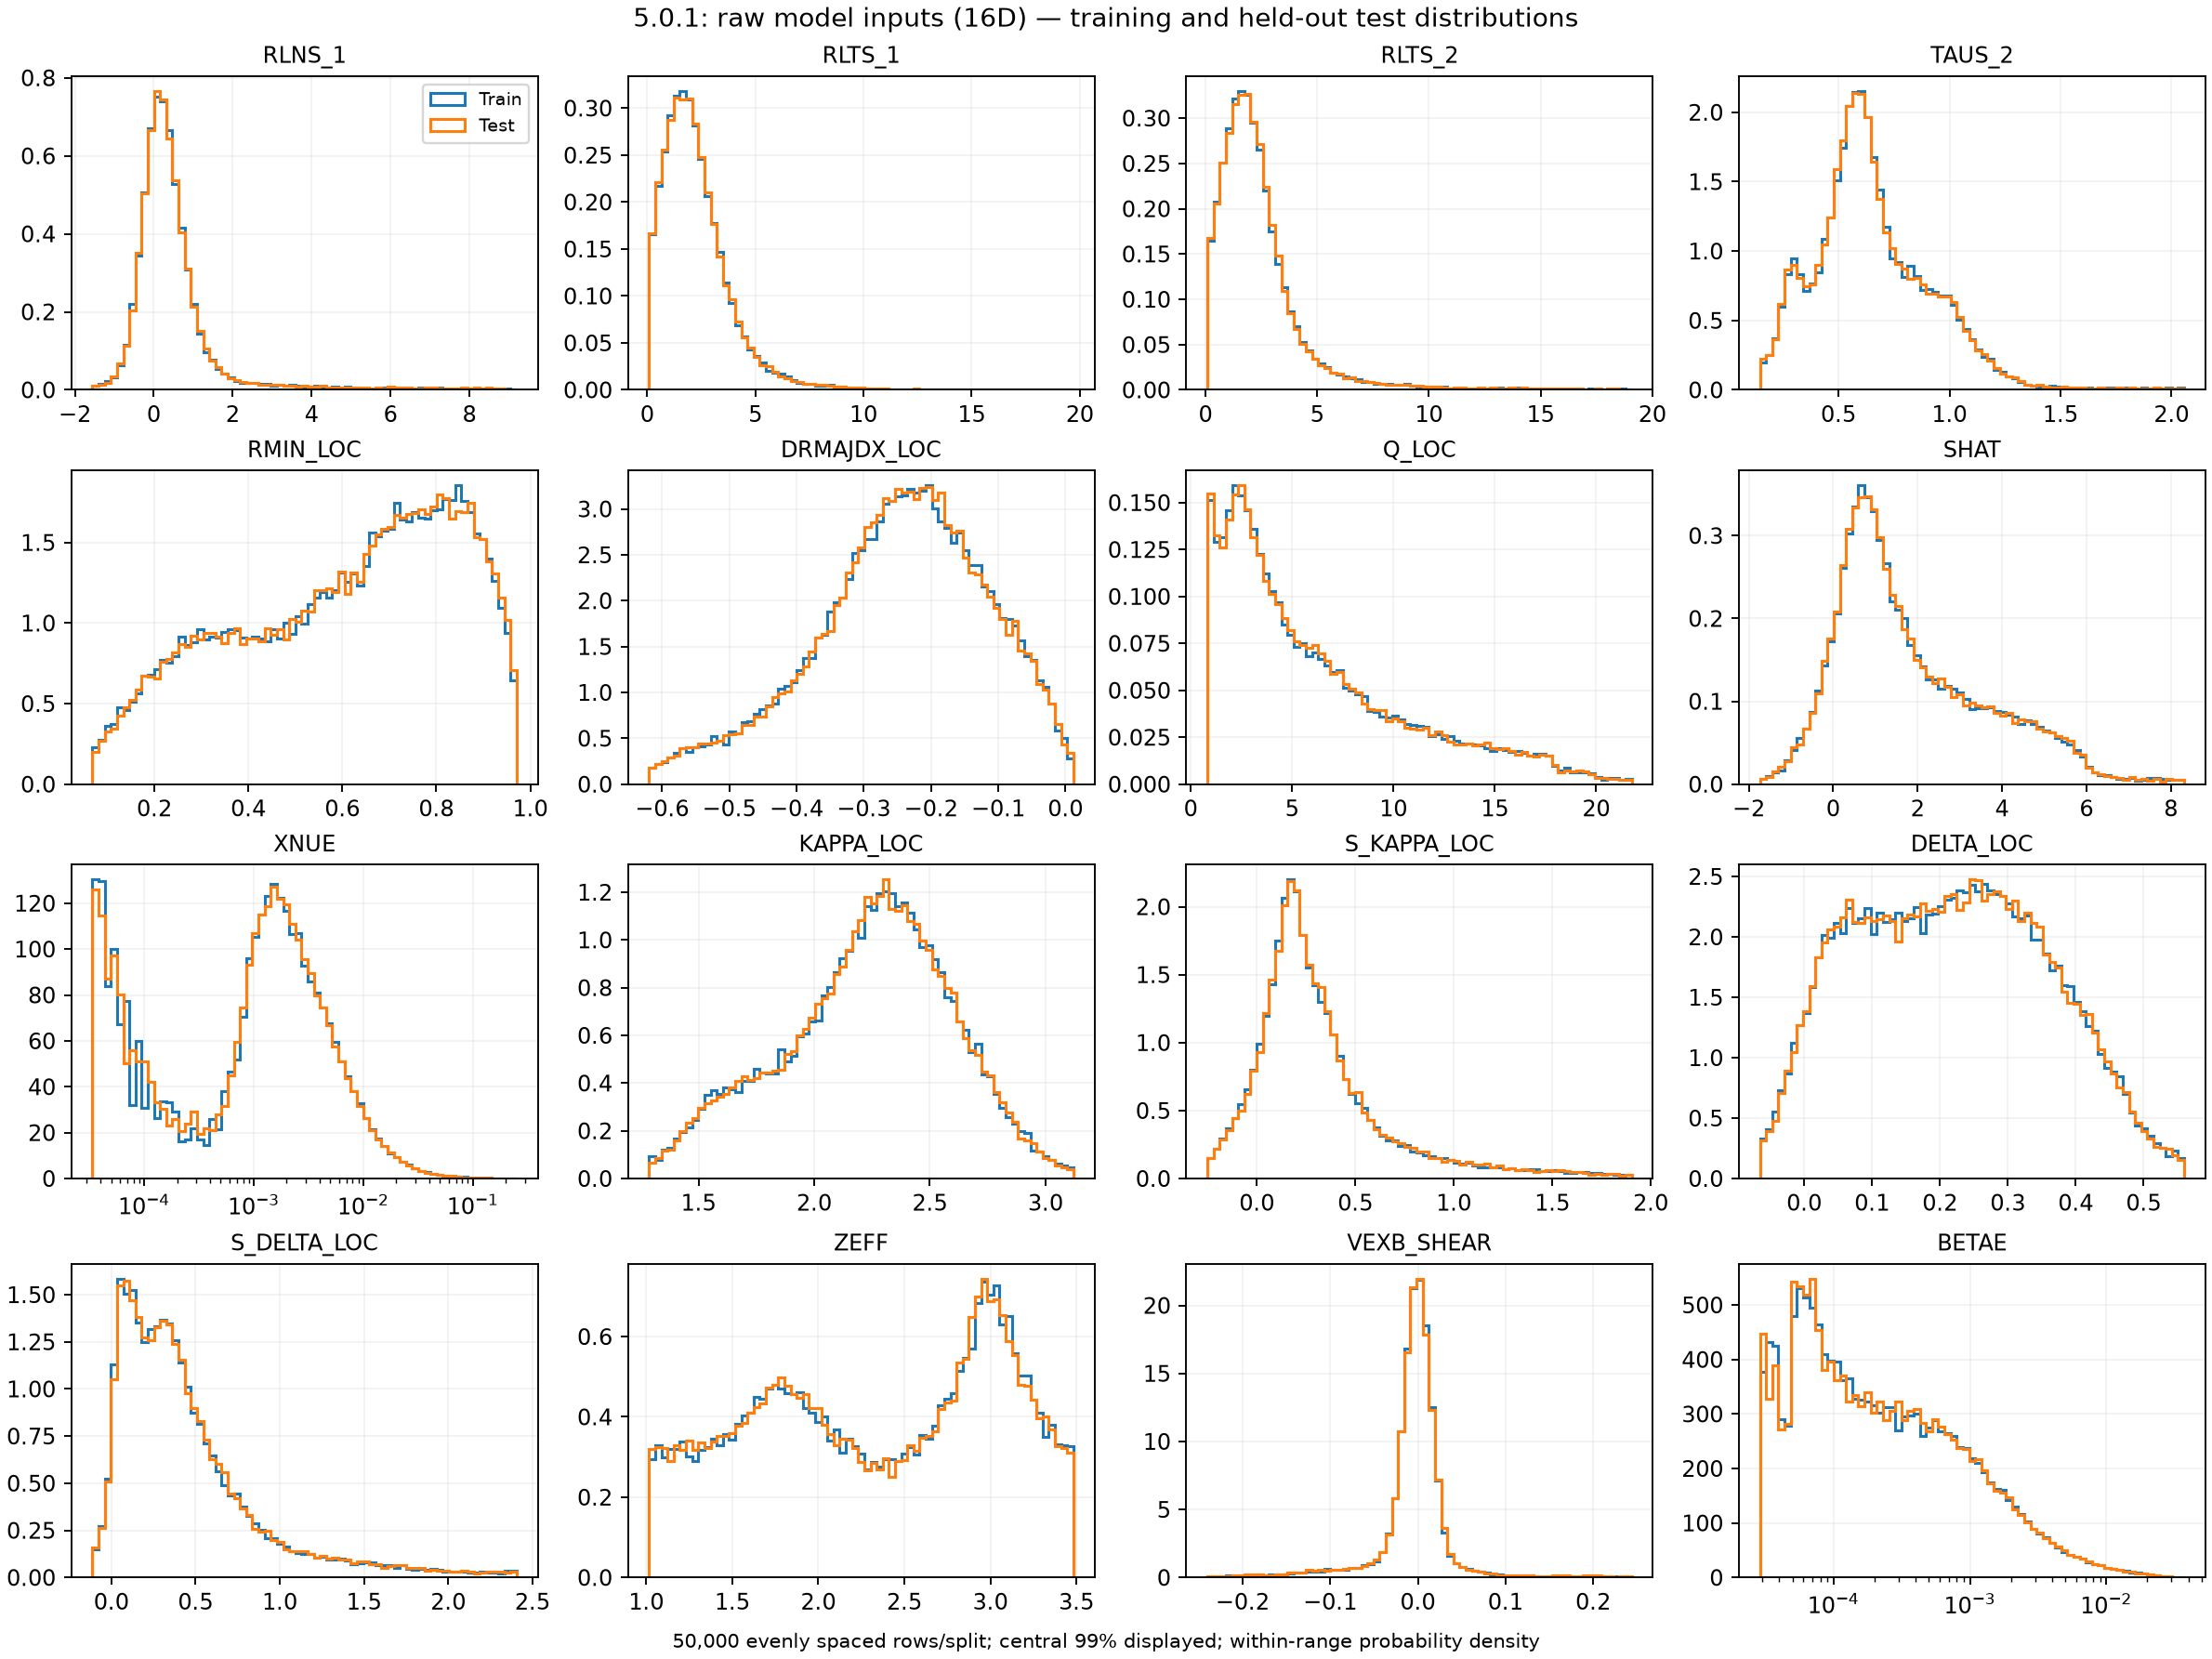 5.0.1: raw model inputs (16D) — training and held-out test distributions
RLNS_1
RLTS_1
RLTS_2
TAUS_2
Train
Test
0.0 0.2 0.4 0.6 0.8
−2 0 2 4 6 8
0.00 0.05 0.10 0.15 0.20 0.25 0.30
0 5 10 15 20
0.00 0.05 0.10 0.15 0.20 0.25 0.30
0 5 10 15 20
0.0 0.5 1.0 1.5 2.0
0.5 1.0 1.5 2.0
RMIN_LOC
DRMAJDX_LOC
Q_LOC
SHAT
0.0 0.5 1.0 1.5
0.2 0.4 0.6 0.8 1.0
0.0 0.5 1.0 1.5 2.0 2.5 3.0
−0.6 −0.5 −0.4 −0.3 −0.2 −0.1 0.0
0.000 0.025 0.050 0.075 0.100 0.125 0.150
0 5 10 15 20
0.0 0.1 0.2 0.3
−2 0 2 4 6 8
XNUE
KAPPA_LOC
S_KAPPA_LOC
DELTA_LOC
0 20 40 60 80 100 120
10⁻⁴ 10⁻³ 10⁻² 10⁻¹
0.0 0.2 0.4 0.6 0.8 1.0 1.2
1.5 2.0 2.5 3.0
0.0 0.5 1.0 1.5 2.0
0.0 0.5 1.0 1.5 2.0
0.0 0.5 1.0 1.5 2.0 2.5
0.0 0.1 0.2 0.3 0.4 0.5
S_DELTA_LOC
ZEFF
VEXB_SHEAR
BETAE
0.00 0.25 0.50 0.75 1.00 1.25 1.50
0.0 0.5 1.0 1.5 2.0 2.5
0.0 0.2 0.4 0.6
1.0 1.5 2.0 2.5 3.0 3.5
0 5 10 15 20
−0.2 −0.1 0.0 0.1 0.2
0 100 200 300 400 500
10⁻⁴ 10⁻³ 10⁻²
50,000 evenly spaced rows/split; central 99% displayed; within-range probability density